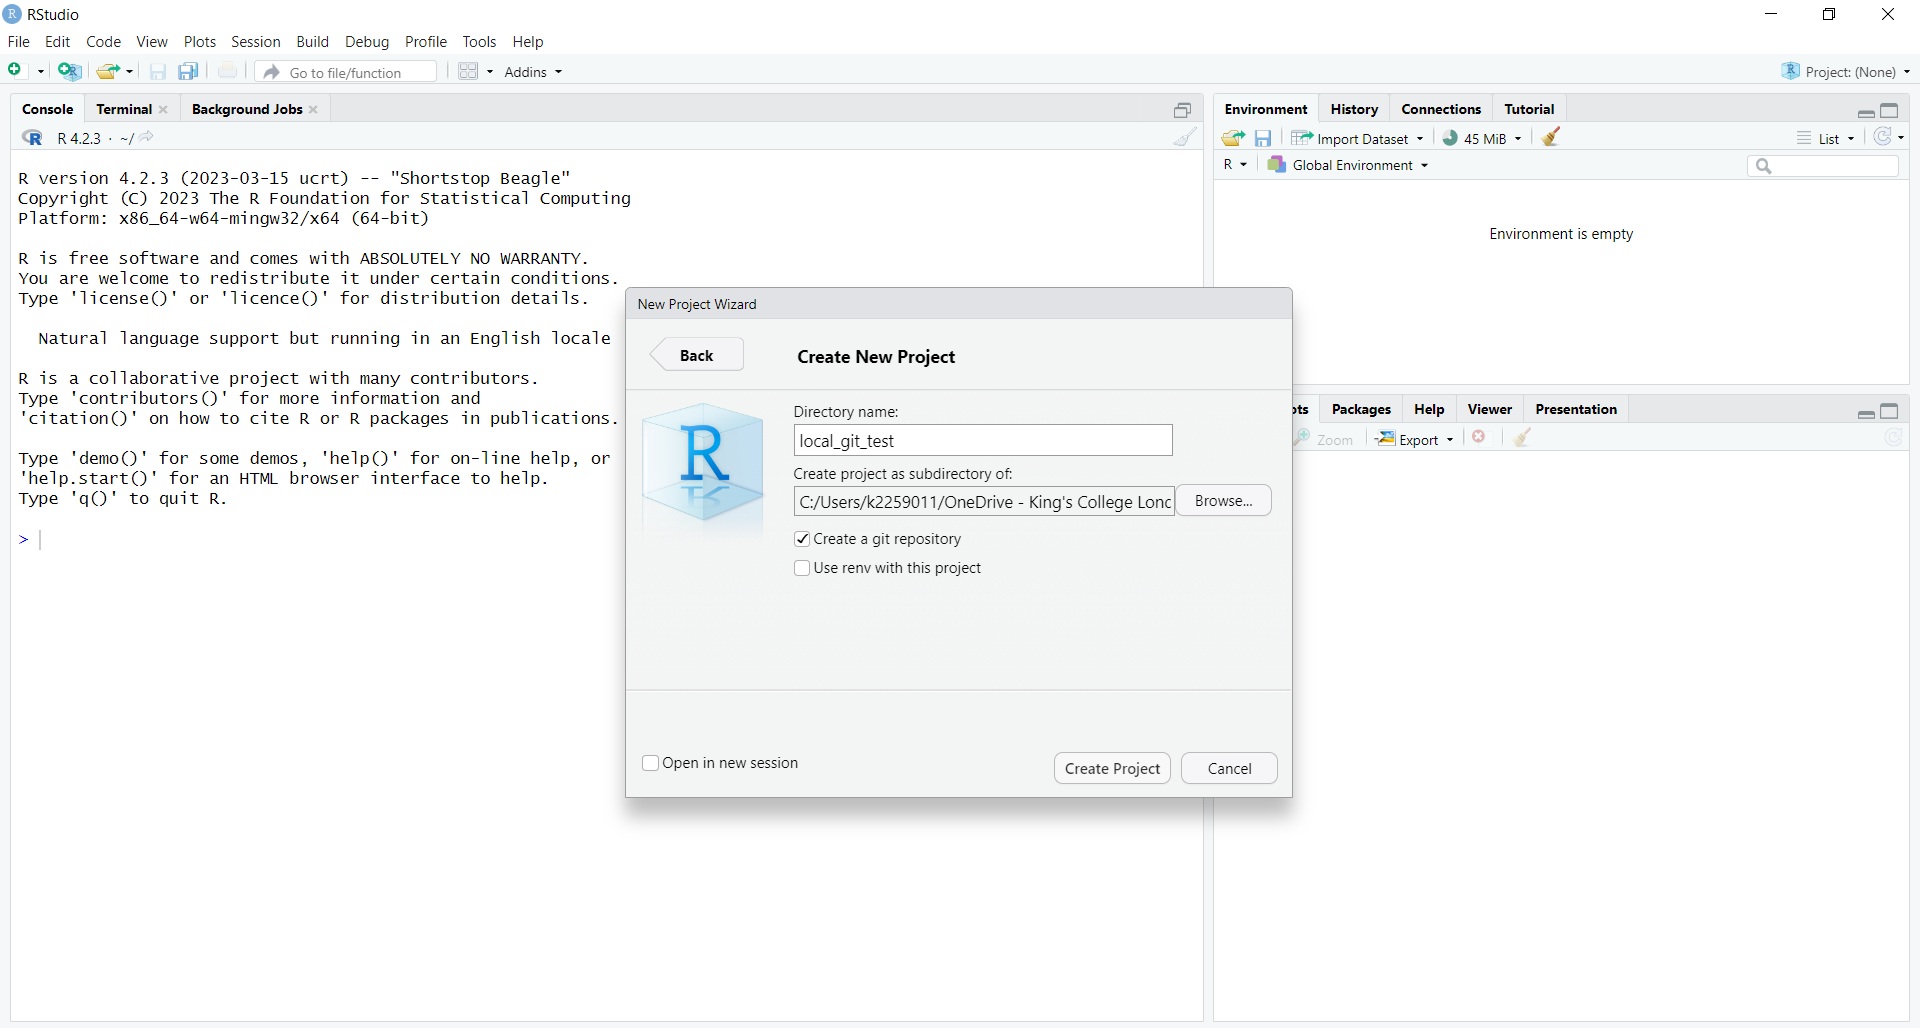 RStudio
File Edit Code View Plots Session Build Debug Profile Tools Help
Go to file/function Addins Project: (None)
Console Terminal Background Jobs
R 4.2.3 · ~/
R version 4.2.3 (2023-03-15 ucrt) -- "Shortstop Beagle"
Copyright (C) 2023 The R Foundation for Statistical Computing
Platform: x86_64-w64-mingw32/x64 (64-bit)
R is free software and comes with ABSOLUTELY NO WARRANTY.
You are welcome to redistribute it under certain conditions.
Type 'license()' or 'licence()' for distribution details.
Natural language support but running in an English locale
R is a collaborative project with many contributors.
Type 'contributors()' for more information and
'citation()' on how to cite R or R packages in publications.
Type 'demo()' for some demos, 'help()' for on-line help, or
'help.start()' for an HTML browser interface to help.
Type 'q()' to quit R.
>
Environment History Connections Tutorial
Import Dataset 45 MiB List
R Global Environment
Environment is empty
Packages Help Viewer Presentation
Zoom Export
New Project Wizard
Back Create New Project
R
Directory name:
local_git_test
Create project as subdirectory of:
C:/Users/k2259011/OneDrive - King's College Lonc Browse...
Create a git repository
Use renv with this project
Open in new session Create Project Cancel